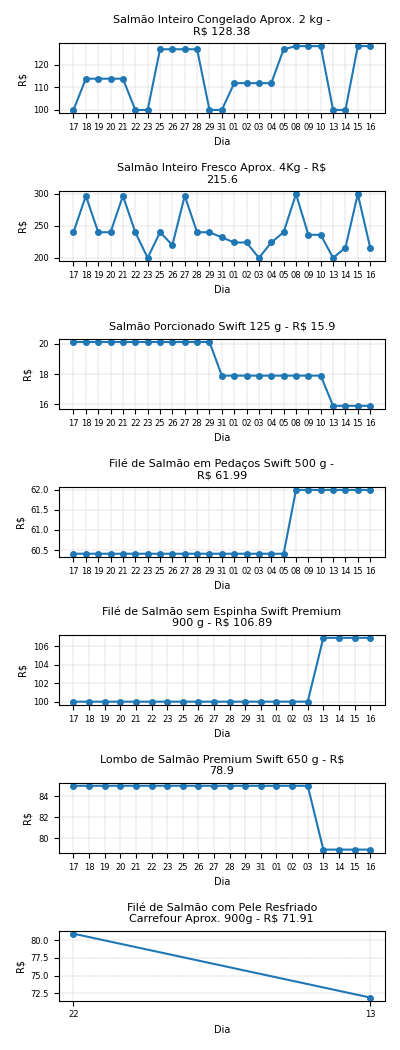 Salmão Inteiro Congelado Aprox. 2 kg -
R$ 128.38
120
110
100
R$
17 18 19 20 21 22 23 25 26 27 28 29 31 01 02 03 04 05 08 09 10 13 14 15 16
Dia
Salmão Inteiro Fresco Aprox. 4Kg - R$
215.6
300
250
200
R$
17 18 19 20 21 22 23 25 26 27 28 29 31 01 02 03 04 05 08 09 10 13 14 15 16
Dia
Salmão Porcionado Swift 125 g - R$ 15.9
20
18
16
R$
17 18 19 20 21 22 23 25 26 27 28 29 31 01 02 03 04 05 08 09 10 13 14 15 16
Dia
Filé de Salmão em Pedaços Swift 500 g -
R$ 61.99
62.0
61.5
61.0
60.5
R$
17 18 19 20 21 22 23 25 26 27 28 29 31 01 02 03 04 05 08 09 10 13 14 15 16
Dia
Filé de Salmão sem Espinha Swift Premium
900 g - R$ 106.89
106
104
102
100
R$
17 18 19 20 21 22 23 25 26 27 28 29 31 01 02 03 13 14 15 16
Dia
Lombo de Salmão Premium Swift 650 g - R$
78.9
84
82
80
R$
17 18 19 20 21 22 23 25 26 27 28 29 31 01 02 03 13 14 15 16
Dia
Filé de Salmão com Pele Resfriado
Carrefour Aprox. 900g - R$ 71.91
80.0
77.5
75.0
72.5
R$
22 13
Dia